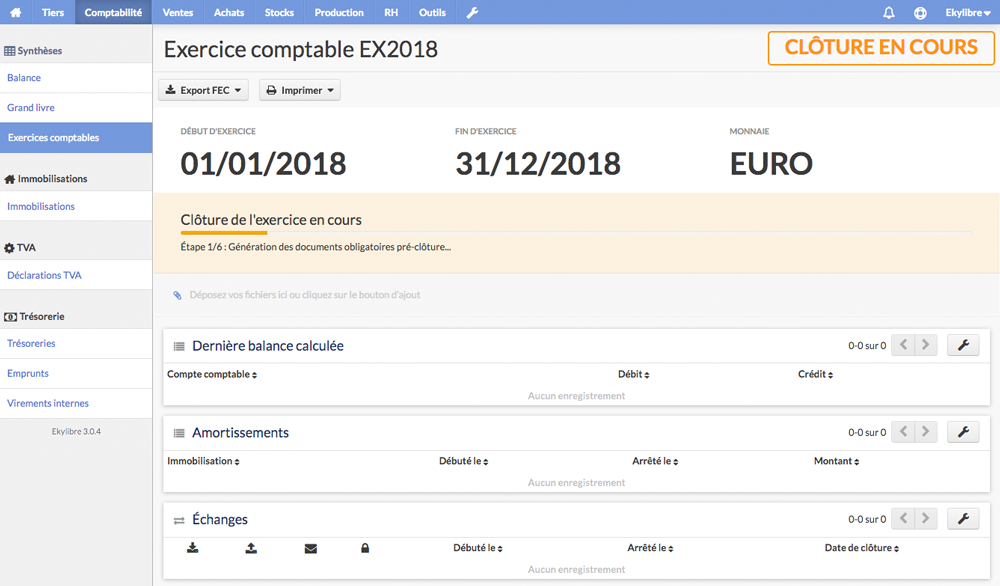 Tiers Comptabilité Ventes Achats Stocks Production RH Outils Ekylibre
Synthèses
Balance
Grand livre
Exercices comptables
Immobilisations
Immobilisations
TVA
Déclarations TVA
Trésorerie
Trésoreries
Emprunts
Virements internes
Ekylibre 3.0.4
Exercice comptable EX2018
CLÔTURE EN COURS
Export FEC Imprimer
DÉBUT D'EXERCICE FIN D'EXERCICE MONNAIE
01/01/2018 31/12/2018 EURO
Clôture de l'exercice en cours
Étape 1/6 : Génération des documents obligatoires pré-clôture...
Déposez vos fichiers ici ou cliquez sur le bouton d'ajout
Dernière balance calculée 0-0 sur 0
Compte comptable Débit Crédit
Aucun enregistrement
Amortissements 0-0 sur 0
Immobilisation Débuté le Arrêté le Montant
Aucun enregistrement
Échanges 0-0 sur 0
Débuté le Arrêté le Date de clôture
Aucun enregistrement